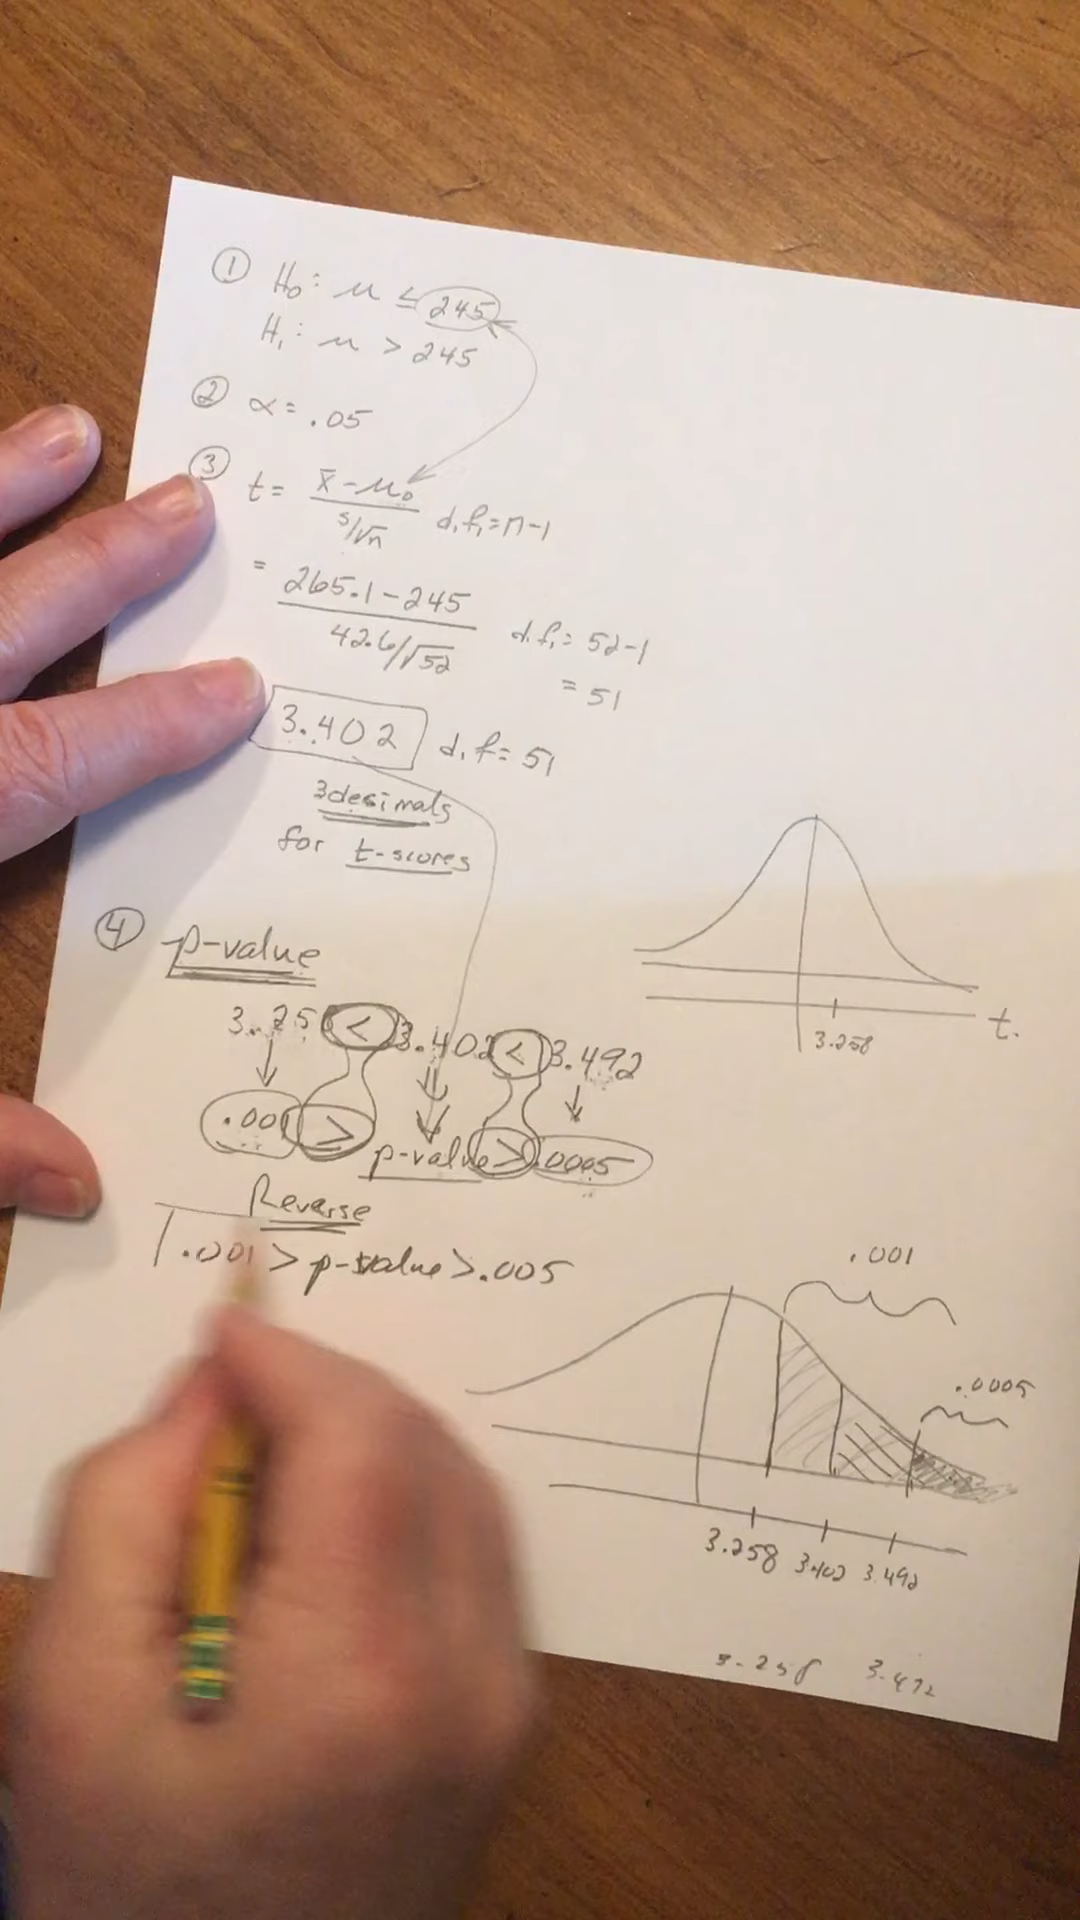 ① H₀: μ ≤ 245
H₁: μ > 245
② α = .05
③ t = x̄ - μ₀
s/√n d.f. = n-1
= 265.1 - 245
42.6/√52 d.f. = 52-1
= 51
3.402 d.f = 51
3 desimals
for t-scores
④ p-value
3.25 < 3.402 < 3.492
.001 > p-value > .0005
Reverse
.001 > p-value > .005
3.258 t.
.001
.0005
3.258 3.402 3.492
3.258 3.492